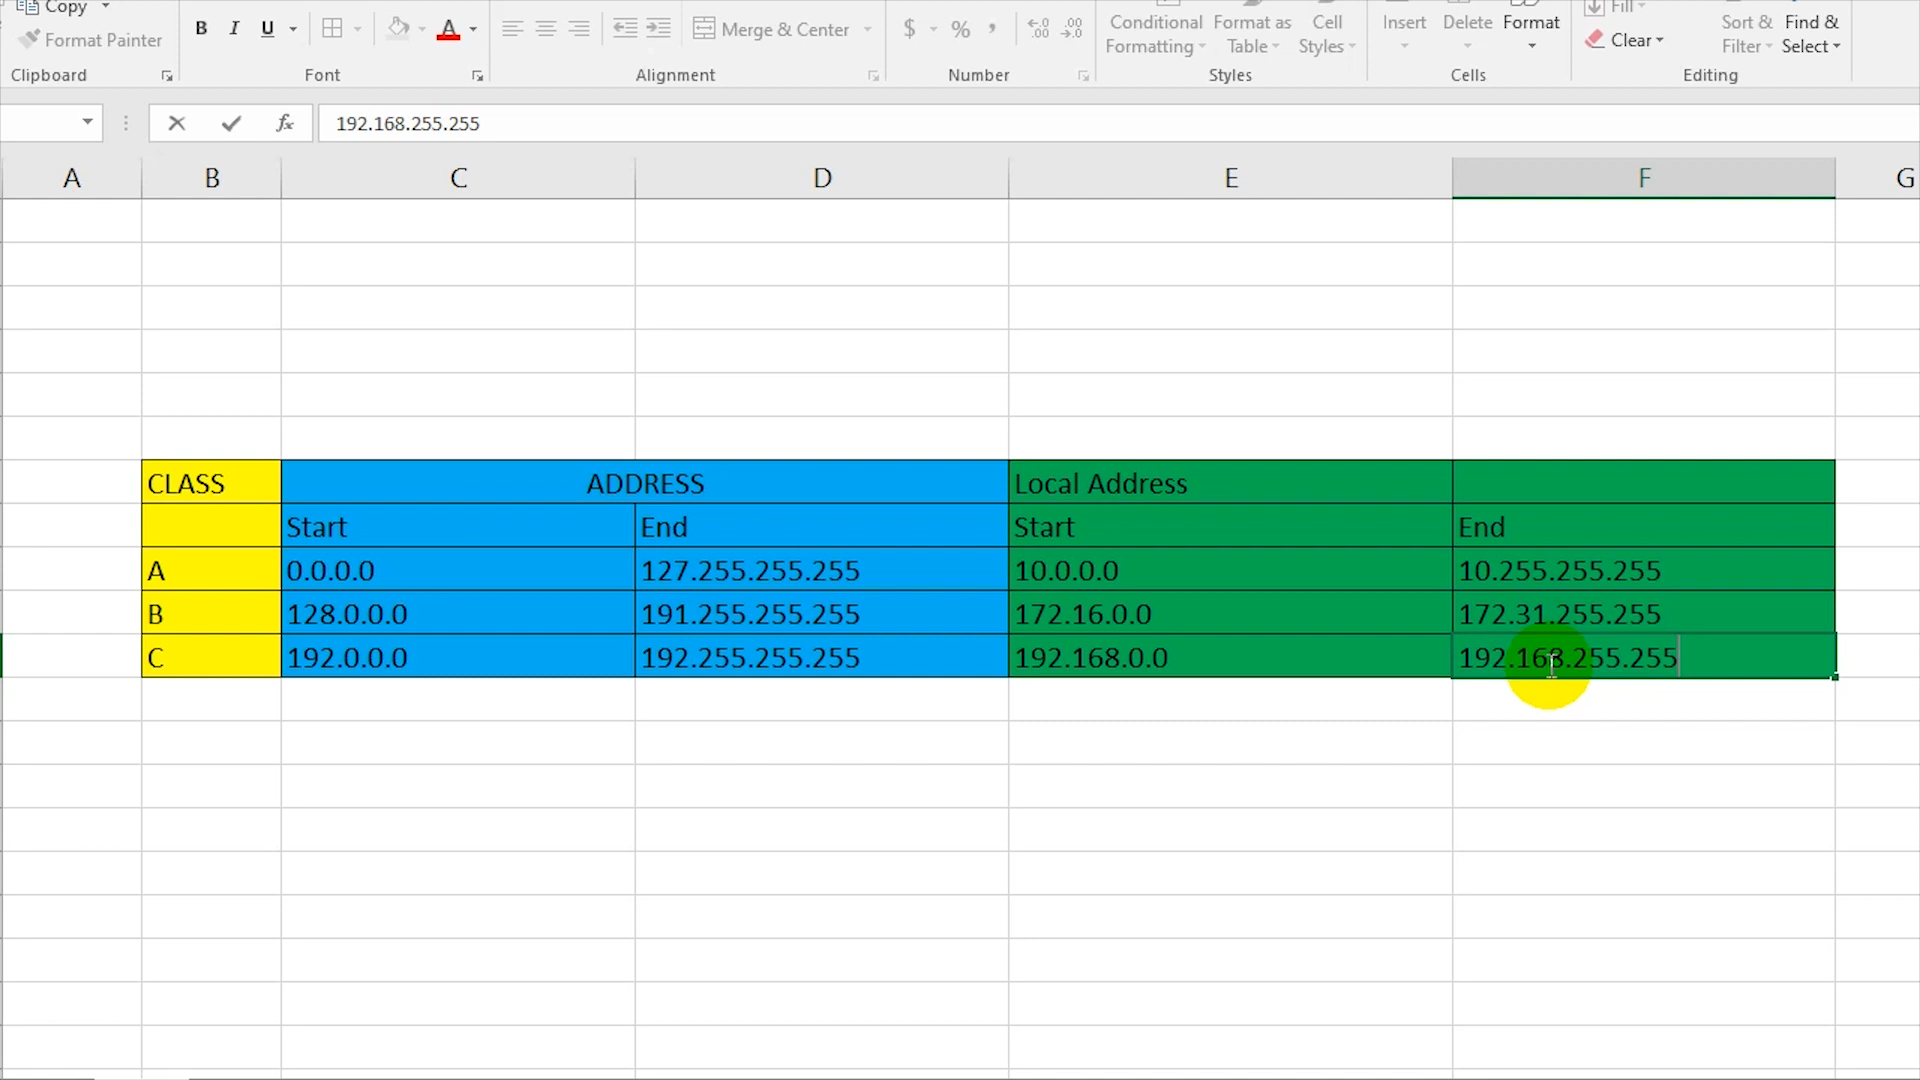 Copy
Format Painter
B I U A
Merge & Center
$ % ,
Conditional Formatting
Format as Table
Cell Styles
Insert
Delete
Format
Fill
Clear
Sort & Filter
Find & Select
Clipboard
Font
Alignment
Number
Styles
Cells
Editing
fx 192.168.255.255
A B C D E F G
CLASS ADDRESS Local Address
Start End Start End
A 0.0.0.0 127.255.255.255 10.0.0.0 10.255.255.255
B 128.0.0.0 191.255.255.255 172.16.0.0 172.31.255.255
C 192.0.0.0 192.255.255.255 192.168.0.0 192.168.255.255